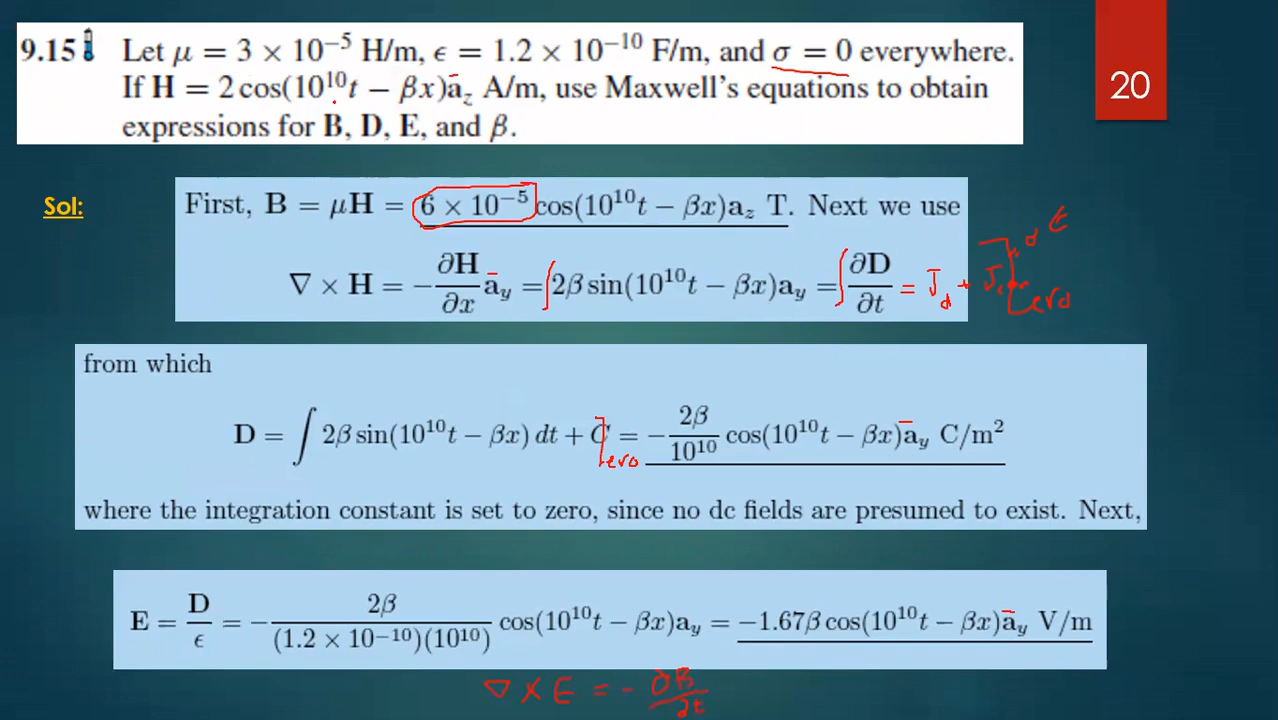 9.15 Let μ = 3 × 10⁻⁵ H/m, ϵ = 1.2 × 10⁻¹⁰ F/m, and σ = 0 everywhere.
If H = 2 cos(10¹⁰t − βx)a_z A/m, use Maxwell's equations to obtain
expressions for B, D, E, and β.
20
Sol:
First, B = μH = 6 × 10⁻⁵ cos(10¹⁰t − βx)a_z T. Next we use
σ E
∇ × H = −∂H/∂x a_y = ∫ 2β sin(10¹⁰t − βx)a_y = ∫ ∂D/∂t = J_d +
zero
from which
D = ∫ 2β sin(10¹⁰t − βx) dt + C = −2β/10¹⁰ cos(10¹⁰t − βx)a_y C/m²
zero
where the integration constant is set to zero, since no dc fields are presumed to exist. Next,
E = D/ϵ = −2β/(1.2 × 10⁻¹⁰)(10¹⁰) cos(10¹⁰t − βx)a_y = −1.67β cos(10¹⁰t − βx)a_y V/m
∇ × E = −∂B/∂t